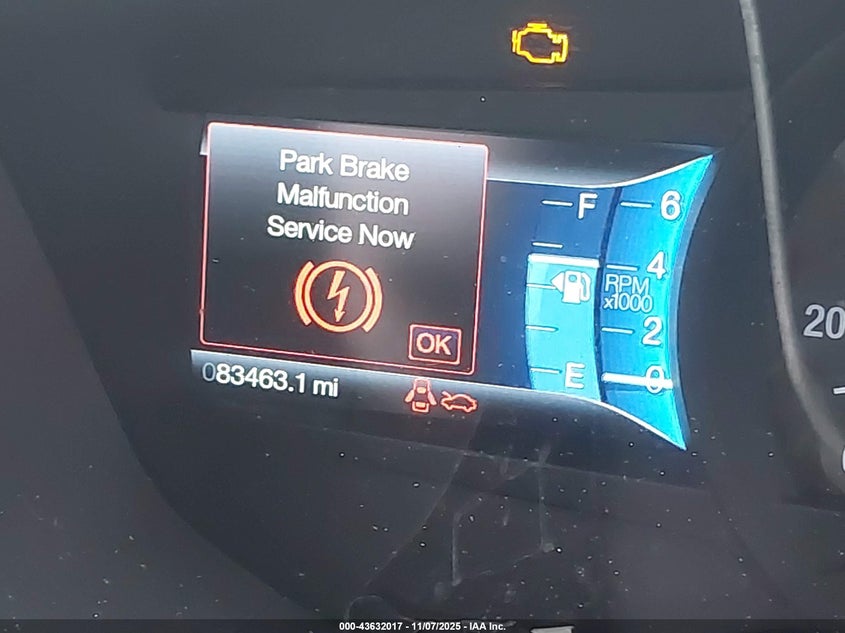 Park Brake
Malfunction
Service Now
OK
083463.1 mi
F
E
6
4
RPM
x1000
2
0
20
000-43632017 - 11/07/2025 - IAA Inc.